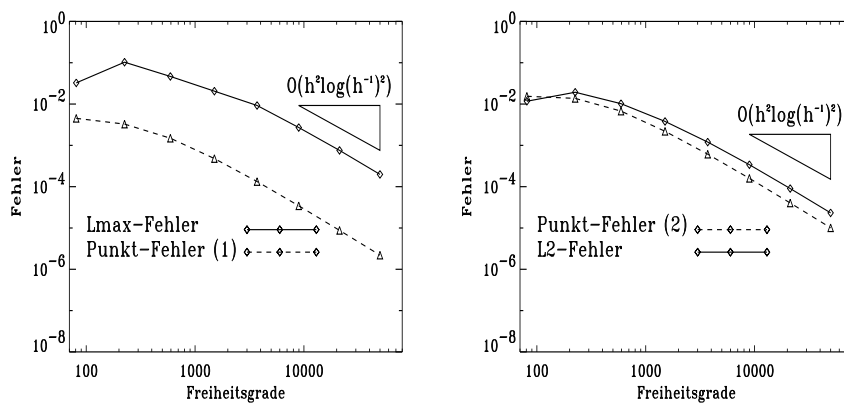 10^0
10^-2
10^-4
10^-6
10^-8
Fehler
O(h²log(h⁻¹)²)
Lmax-Fehler
Punkt-Fehler (1)
100 1000 10000
Freiheitsgrade
10^0
10^-2
10^-4
10^-6
10^-8
Fehler
O(h²log(h⁻¹)²)
Punkt-Fehler (2)
L2-Fehler
100 1000 10000
Freiheitsgrade